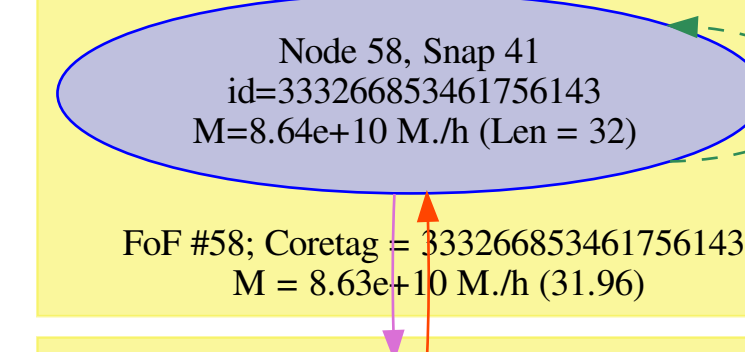 Node 58, Snap 41
id=333266853461756143
M=8.64e+10 M./h (Len = 32)
FoF #58; Coretag = 333266853461756143
M = 8.63e+10 M./h (31.96)